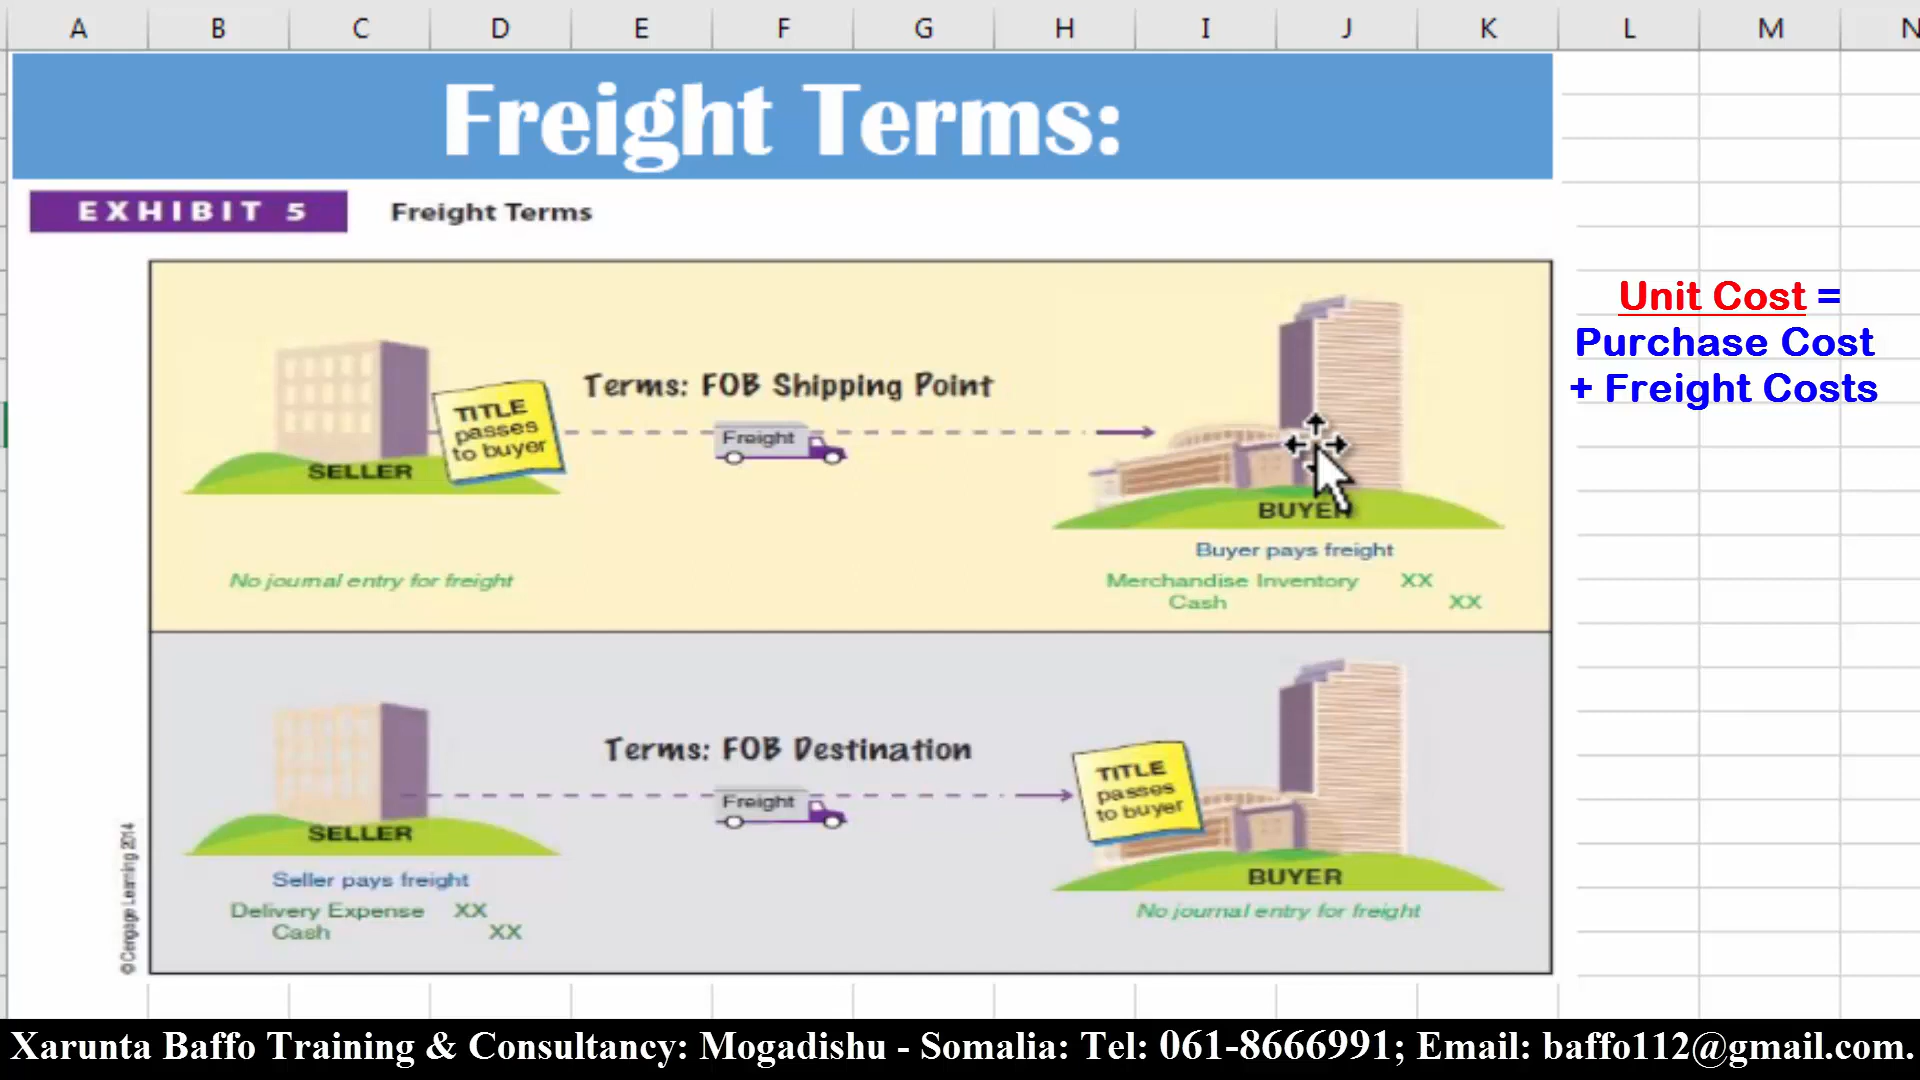 A B C D E F G H I J K L M N
Freight Terms:
EXHIBIT 5 Freight Terms
Unit Cost =
Purchase Cost
+ Freight Costs
Terms: FOB Shipping Point
TITLE
passes
to buyer
Freight
SELLER
BUYER
Buyer pays freight
No journal entry for freight
Merchandise Inventory XX
Cash XX
Terms: FOB Destination
TITLE
passes
to buyer
Freight
SELLER
BUYER
Seller pays freight
Delivery Expense XX
Cash XX
No journal entry for freight
© Cengage Learning 2014
Xarunta Baffo Training & Consultancy: Mogadishu - Somalia: Tel: 061-8666991; Email: baffo112@gmail.com.